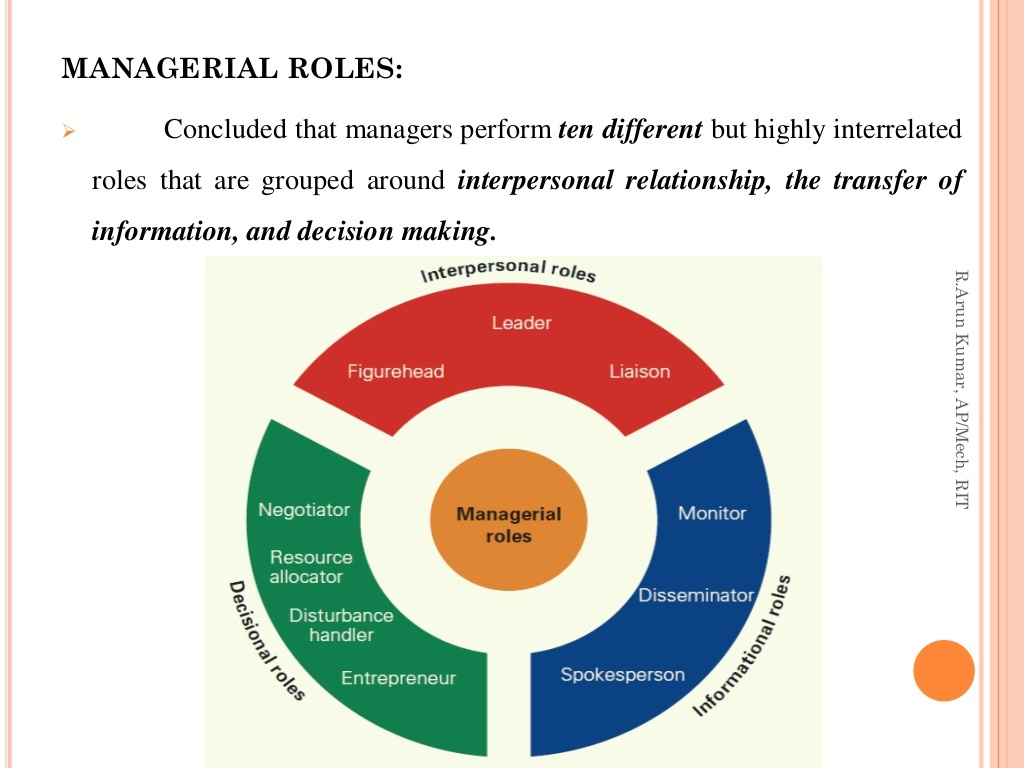 MANAGERIAL ROLES:
Concluded that managers perform ten different but highly interrelated
roles that are grouped around interpersonal relationship, the transfer of
information, and decision making.
Interpersonal roles
Leader
Figurehead
Liaison
Managerial
roles
Negotiator
Resource
allocator
Disturbance
handler
Entrepreneur
Decisional roles
Monitor
Disseminator
Spokesperson
Informational roles
R.Arun Kumar, AP/Mech, RIT